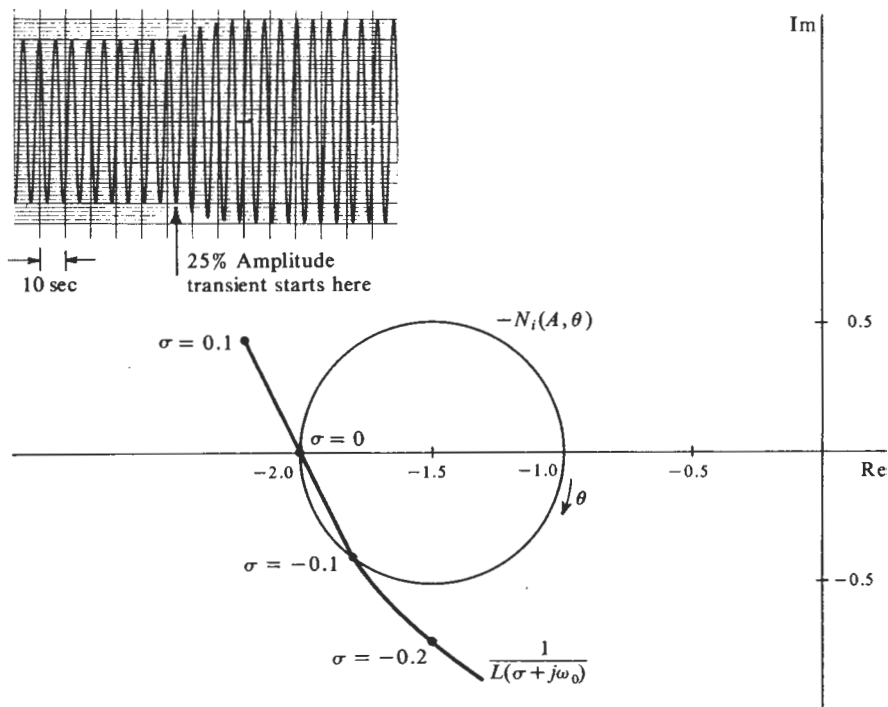 Im
10 sec
25% Amplitude
transient starts here
−N_i(A, θ)
0.5
σ = 0.1
σ = 0
−2.0
−1.5
−1.0
−0.5
Re
θ
σ = −0.1
−0.5
σ = −0.2
1
L(σ + jω₀)